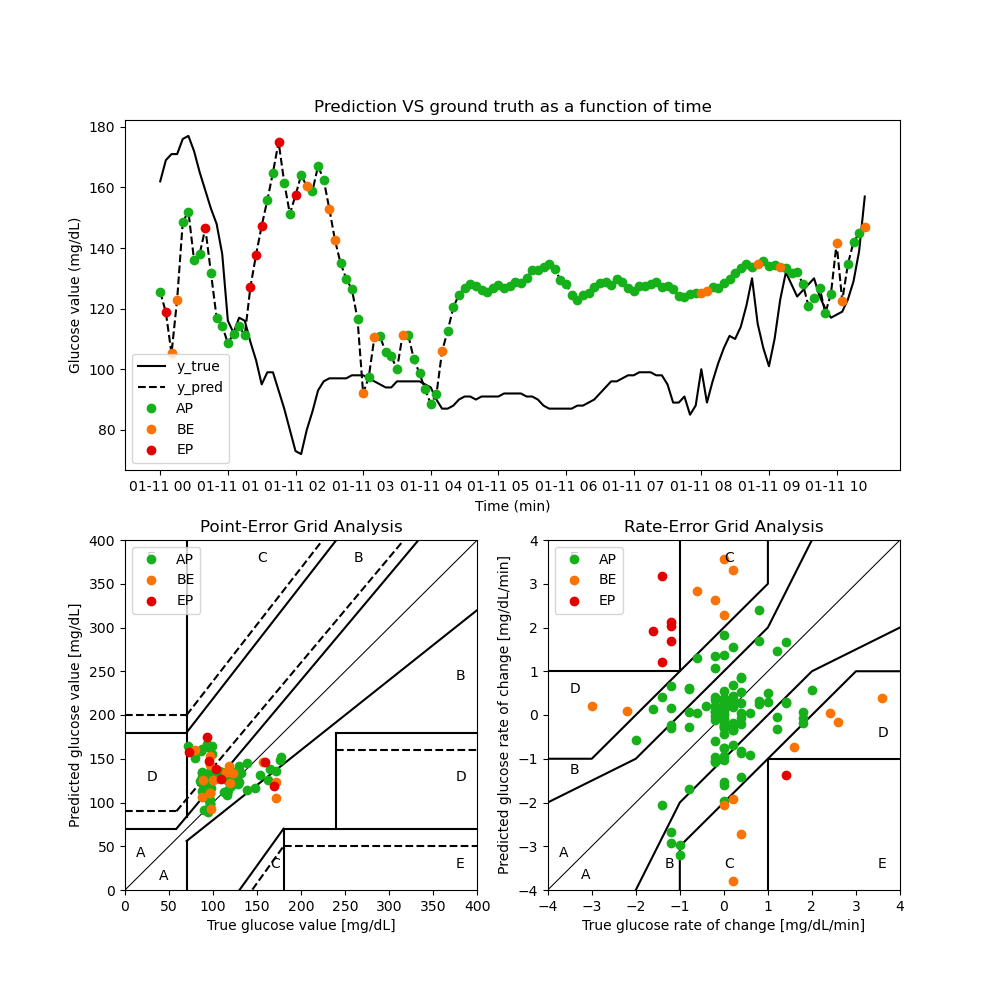 Prediction VS ground truth as a function of time
Glucose value (mg/dL)
180
160
140
120
100
80
y_true
y_pred
AP
BE
EP
01-11 00 01-11 01 01-11 02 01-11 03 01-11 04 01-11 05 01-11 06 01-11 07 01-11 08 01-11 09 01-11 10
Time (min)
Point-Error Grid Analysis
Predicted glucose value [mg/dL]
400
350
300
250
200
150
100
50
0
AP
BE
EP
C
B
B
D
D
A
A
C
E
0 50 100 150 200 250 300 350 400
True glucose value [mg/dL]
Rate-Error Grid Analysis
Predicted glucose rate of change [mg/dL/min]
4
3
2
1
0
−1
−2
−3
−4
AP
BE
EP
C
D
D
B
A
A
B
C
E
−4 −3 −2 −1 0 1 2 3 4
True glucose rate of change [mg/dL/min]